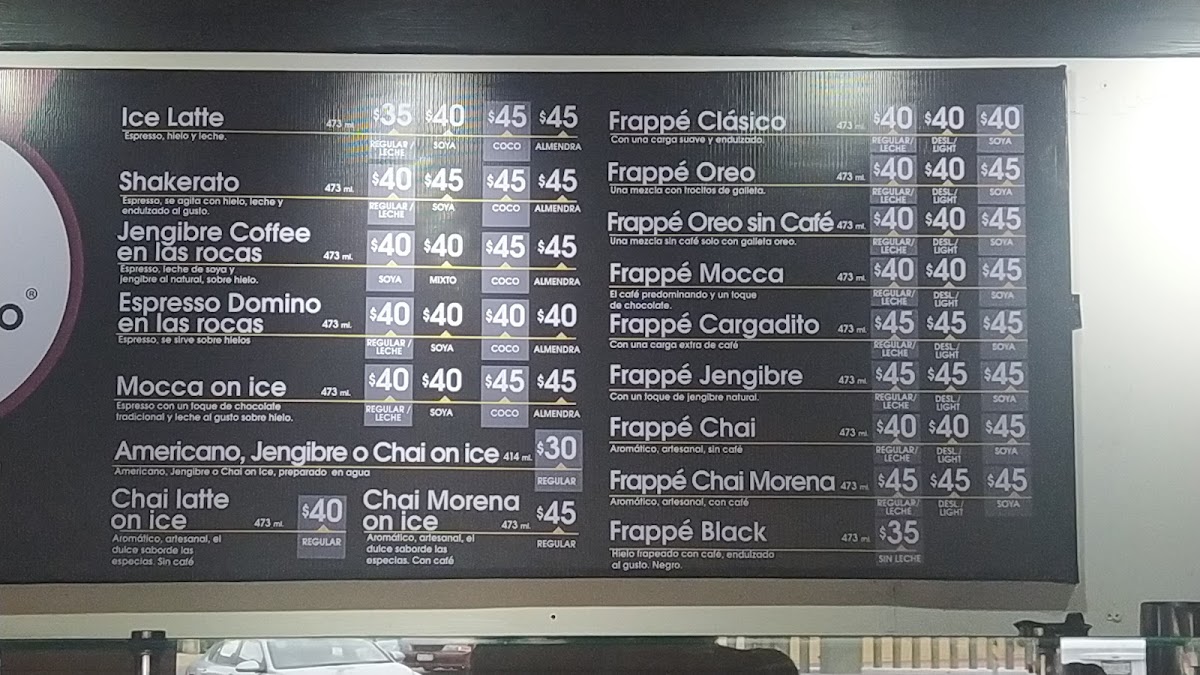 o®
Ice Latte 473 ml. $35 $40 $45 $45
Espresso, hielo y leche.
REGULAR / LECHE SOYA COCO ALMENDRA
Shakerato 473 ml. $40 $45 $45 $45
Espresso, se agita con hielo, leche y
endulzado al gusto.
REGULAR / LECHE SOYA COCO ALMENDRA
Jengibre Coffee
en las rocas 473 ml. $40 $40 $45 $45
Espresso, leche de soya y
jengibre al natural, sobre hielo.
SOYA MIXTO COCO ALMENDRA
Espresso Domino
en las rocas 473 ml. $40 $40 $40 $40
Espresso, se sirve sobre hielos
REGULAR / LECHE SOYA COCO ALMENDRA
Mocca on ice 473 ml. $40 $40 $45 $45
Espresso con un toque de chocolate
tradicional y leche al gusto sobre hielo.
REGULAR / LECHE SOYA COCO ALMENDRA
Americano, Jengibre o Chai on ice 414 ml. $30
Americano, Jengibre o Chai on ice, preparado en agua
REGULAR
Chai latte
on ice 473 ml. $40
Aromático, artesanal, el
dulce saborde las
especias. Sin café
REGULAR
Chai Morena
on ice 473 ml. $45
Aromático, artesanal, el
dulce saborde las
especias. Con café
REGULAR
Frappé Clásico 473 ml. $40 $40 $40
Con una carga suave y endulzado.
REGULAR/ LECHE DESL./ LIGHT SOYA
Frappé Oreo 473 ml. $40 $40 $45
Una mezcla con trocitos de galleta.
REGULAR/ LECHE DESL./ LIGHT SOYA
Frappé Oreo sin Café 473 ml. $40 $40 $45
Una mezcla sin café solo con galleta oreo.
REGULAR/ LECHE DESL./ LIGHT SOYA
Frappé Mocca 473 ml. $40 $40 $45
El café predominando y un toque
de chocolate.
REGULAR/ LECHE DESL./ LIGHT SOYA
Frappé Cargadito 473 ml. $45 $45 $45
Con una carga extra de café
REGULAR/ LECHE DESL./ LIGHT SOYA
Frappé Jengibre 473 ml. $45 $45 $45
Con un toque de jengibre natural.
REGULAR/ LECHE DESL./ LIGHT SOYA
Frappé Chai 473 ml. $40 $40 $45
Aromático, artesanal, sin café
REGULAR/ LECHE DESL./ LIGHT SOYA
Frappé Chai Morena 473 ml. $45 $45 $45
Aromático, artesanal, con café
REGULAR/ LECHE DESL./ LIGHT SOYA
Frappé Black 473 ml. $35
Hielo frapeado con café, endulzado
al gusto. Negro.
SIN LECHE